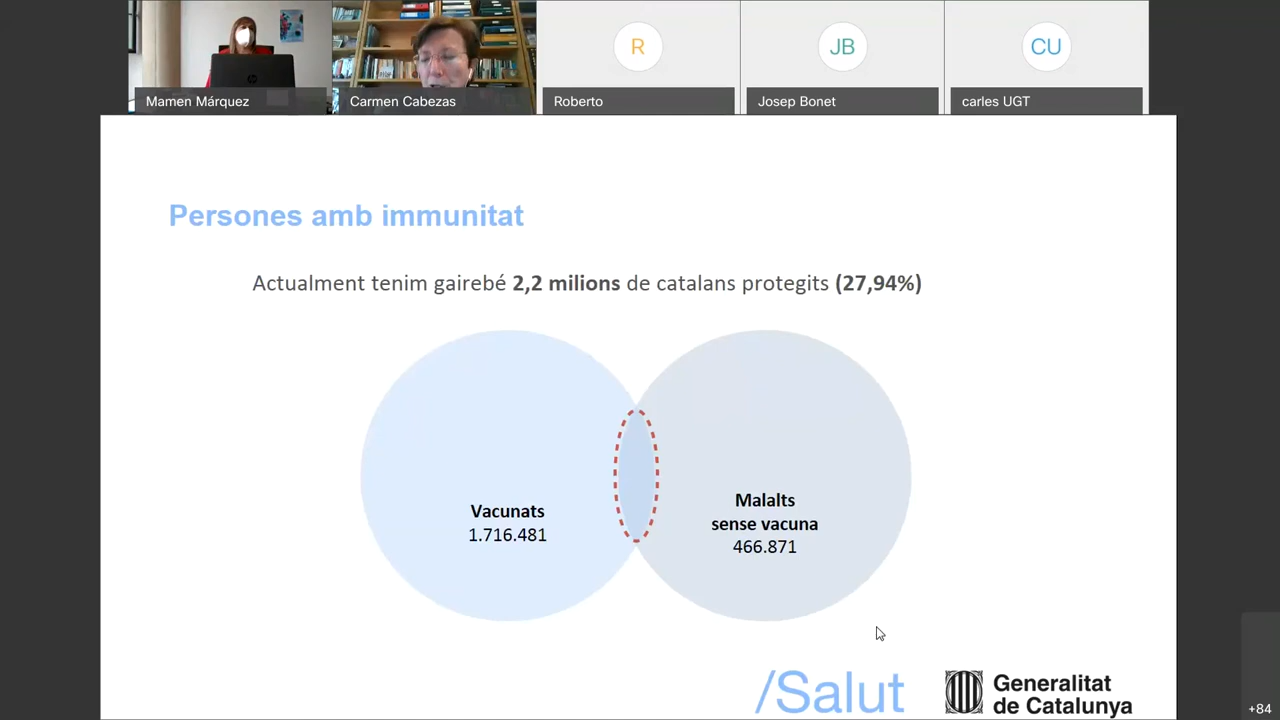 R
JB
CU
Mamen Márquez
Carmen Cabezas
Roberto
Josep Bonet
carles UGT
Persones amb immunitat
Actualment tenim gairebé 2,2 milions de catalans protegits (27,94%)
Vacunats
1.716.481
Malalts
sense vacuna
466.871
/Salut
Generalitat
de Catalunya
+84